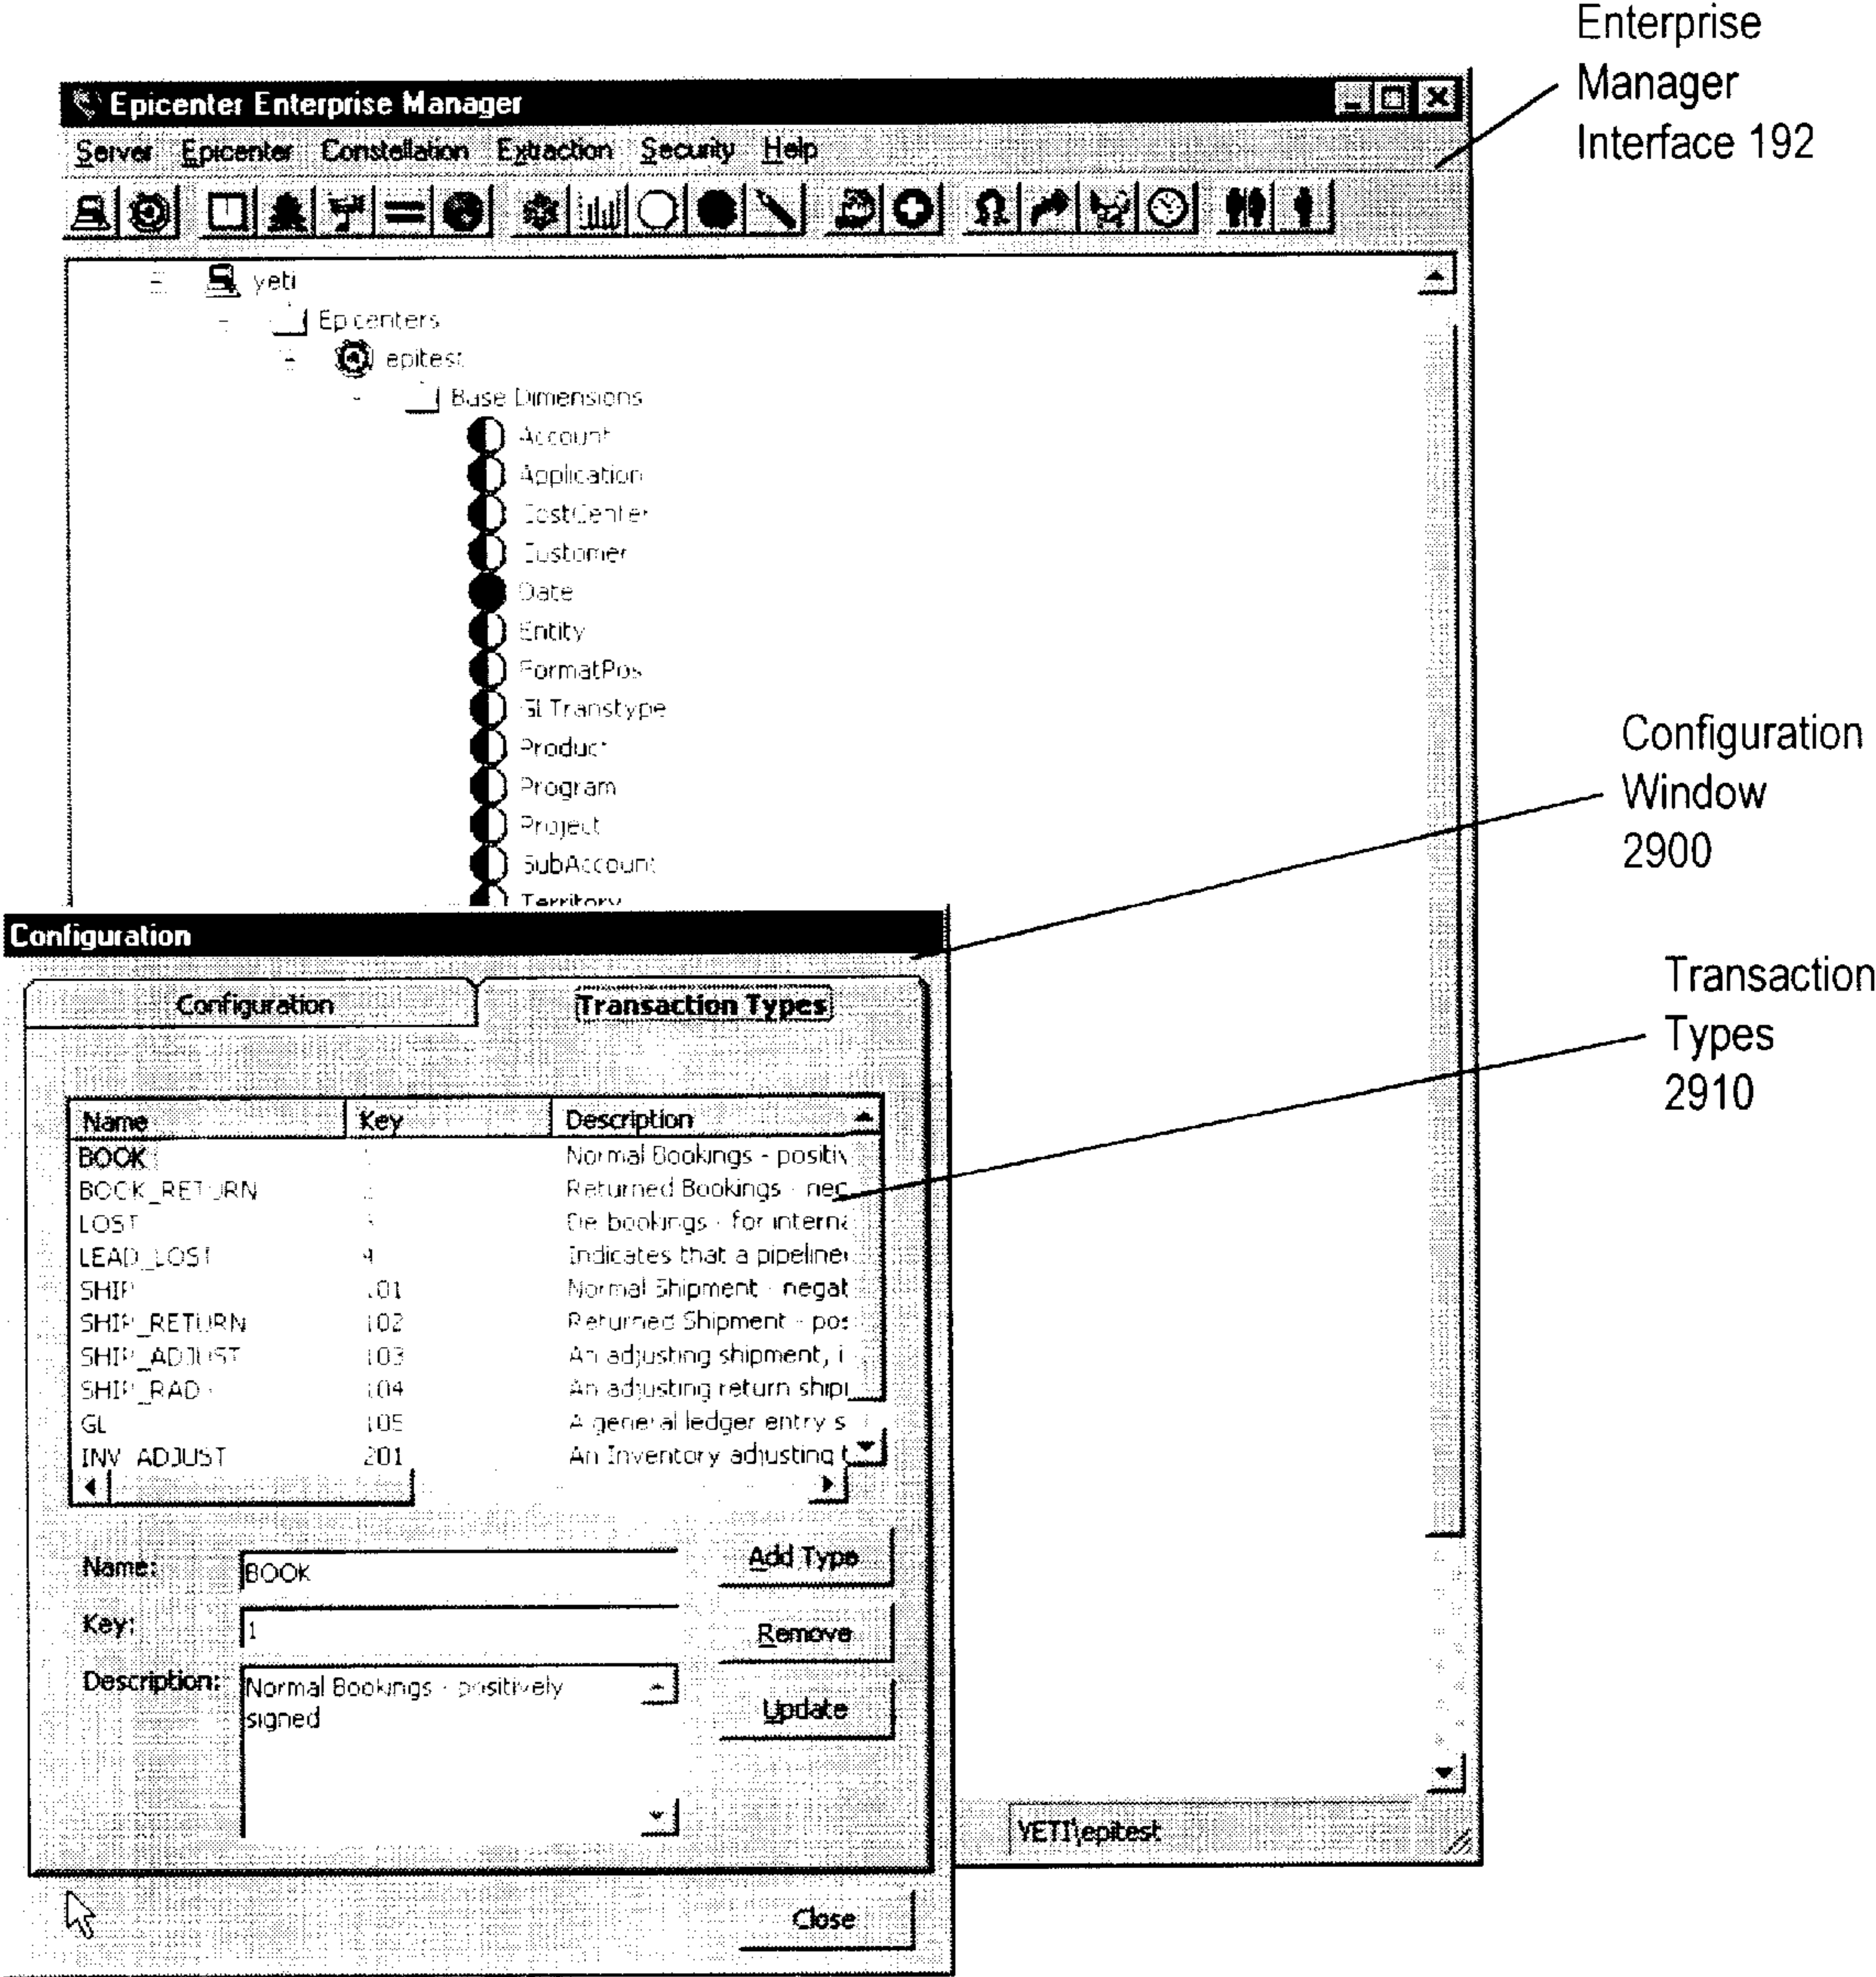 Enterprise
Manager
Interface 192
Epicenter Enterprise Manager
Server Epicenter Constellation Extraction Security Help
yeti
Epicenters
epitest
Base Dimensions
Account
Application
CostCenter
Customer
Date
Entity
FormatPos
GLTranstype
Product
Program
Project
SubAccount
Territory
Configuration
Window
2900
Configuration
Configuration Transaction Types
Transaction
Types
2910
Name Key Description
BOOK Normal Bookings - positiv
BOOK_RETURN Returned Bookings - neg
LOST De-bookings - for interna
LEAD_LOST 4 Indicates that a pipeline
SHIP 101 Normal Shipment - negat
SHIP_RETURN 102 Returned Shipment - pos
SHIP_ADJUST 103 An adjusting shipment, i
SHIP_RAD 104 An adjusting return shipr
GL 105 A general ledger entry s
INV_ADJUST 201 An Inventory adjusting t
Name: BOOK Add Type
Key: 1 Remove
Description: Normal Bookings - positively
signed
Update
YETI\epitest
Close